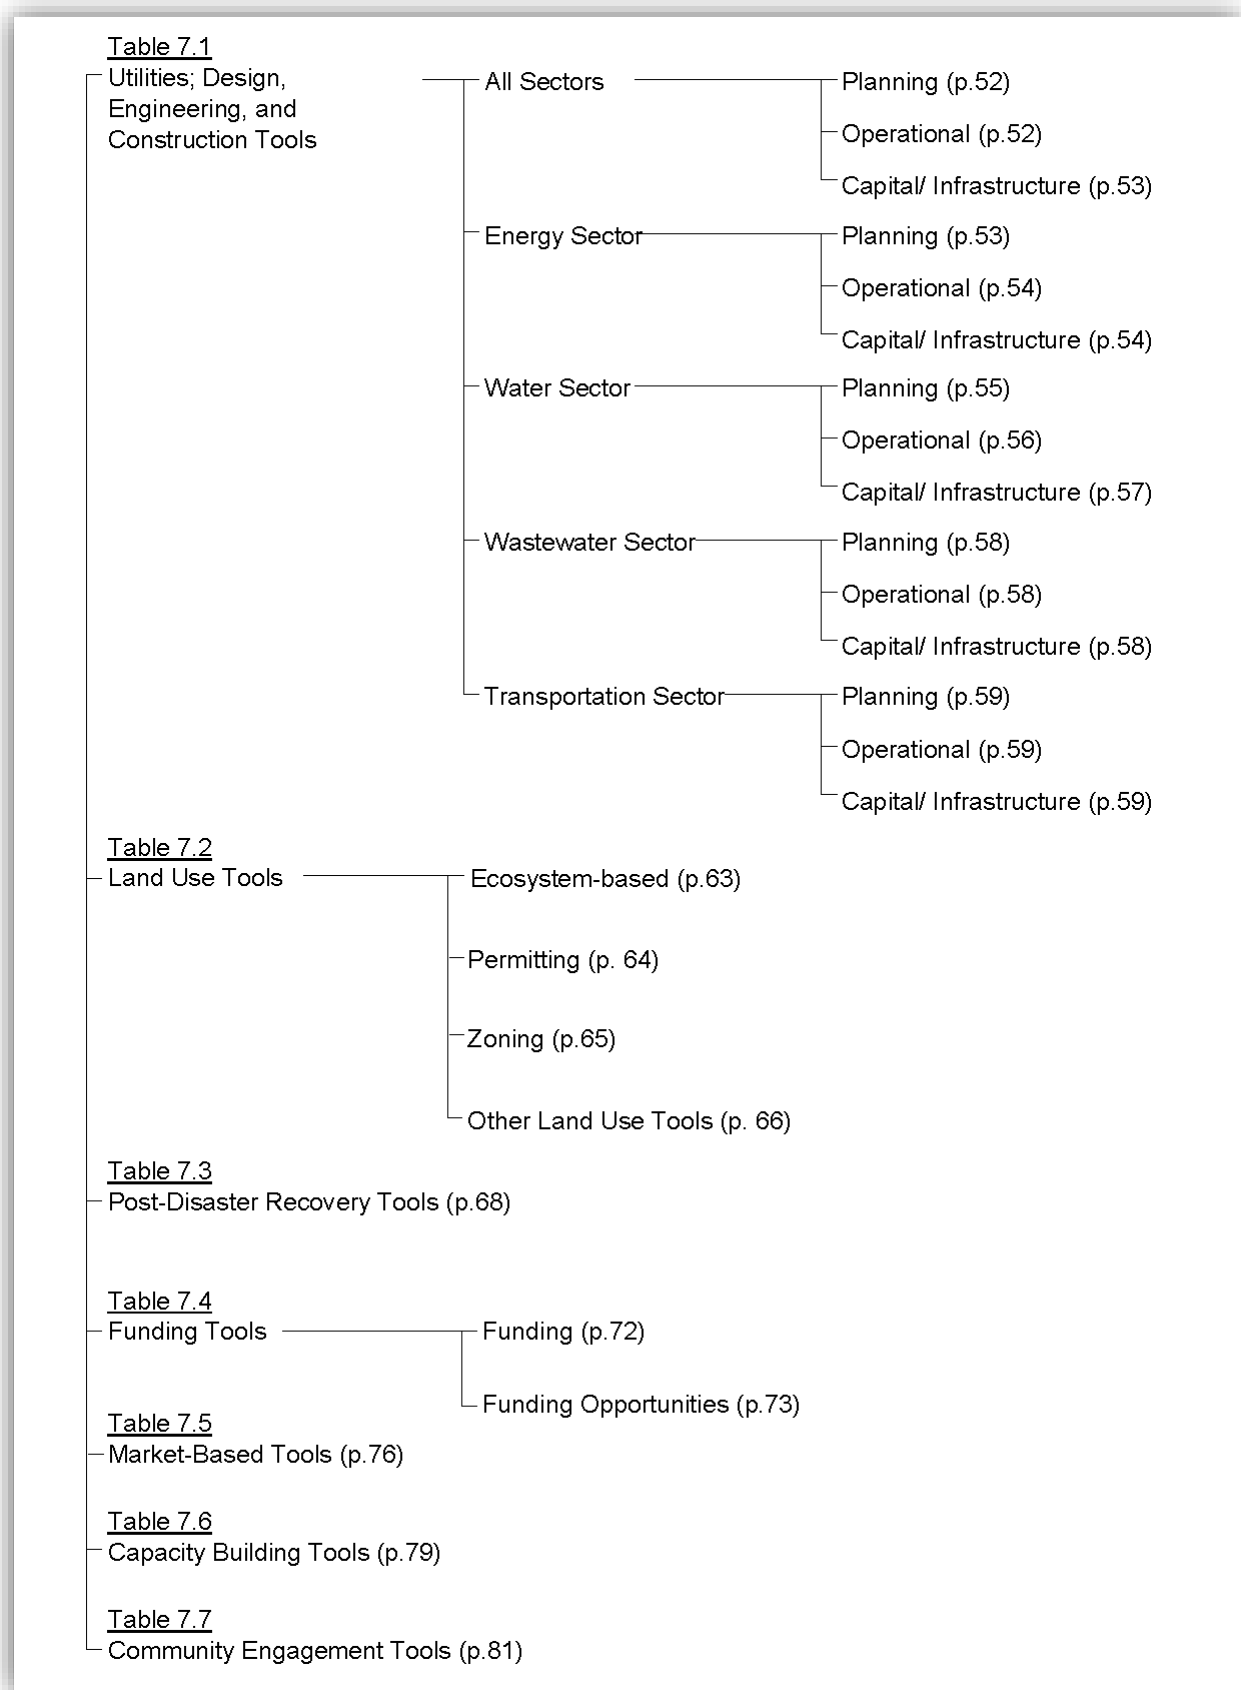 Table 7.1
Utilities; Design,
Engineering, and
Construction Tools
All Sectors
Planning (p.52)
Operational (p.52)
Capital/ Infrastructure (p.53)
Energy Sector
Planning (p.53)
Operational (p.54)
Capital/ Infrastructure (p.54)
Water Sector
Planning (p.55)
Operational (p.56)
Capital/ Infrastructure (p.57)
Wastewater Sector
Planning (p.58)
Operational (p.58)
Capital/ Infrastructure (p.58)
Transportation Sector
Planning (p.59)
Operational (p.59)
Capital/ Infrastructure (p.59)
Table 7.2
Land Use Tools
Ecosystem-based (p.63)
Permitting (p. 64)
Zoning (p.65)
Other Land Use Tools (p. 66)
Table 7.3
Post-Disaster Recovery Tools (p.68)
Table 7.4
Funding Tools
Funding (p.72)
Funding Opportunities (p.73)
Table 7.5
Market-Based Tools (p.76)
Table 7.6
Capacity Building Tools (p.79)
Table 7.7
Community Engagement Tools (p.81)